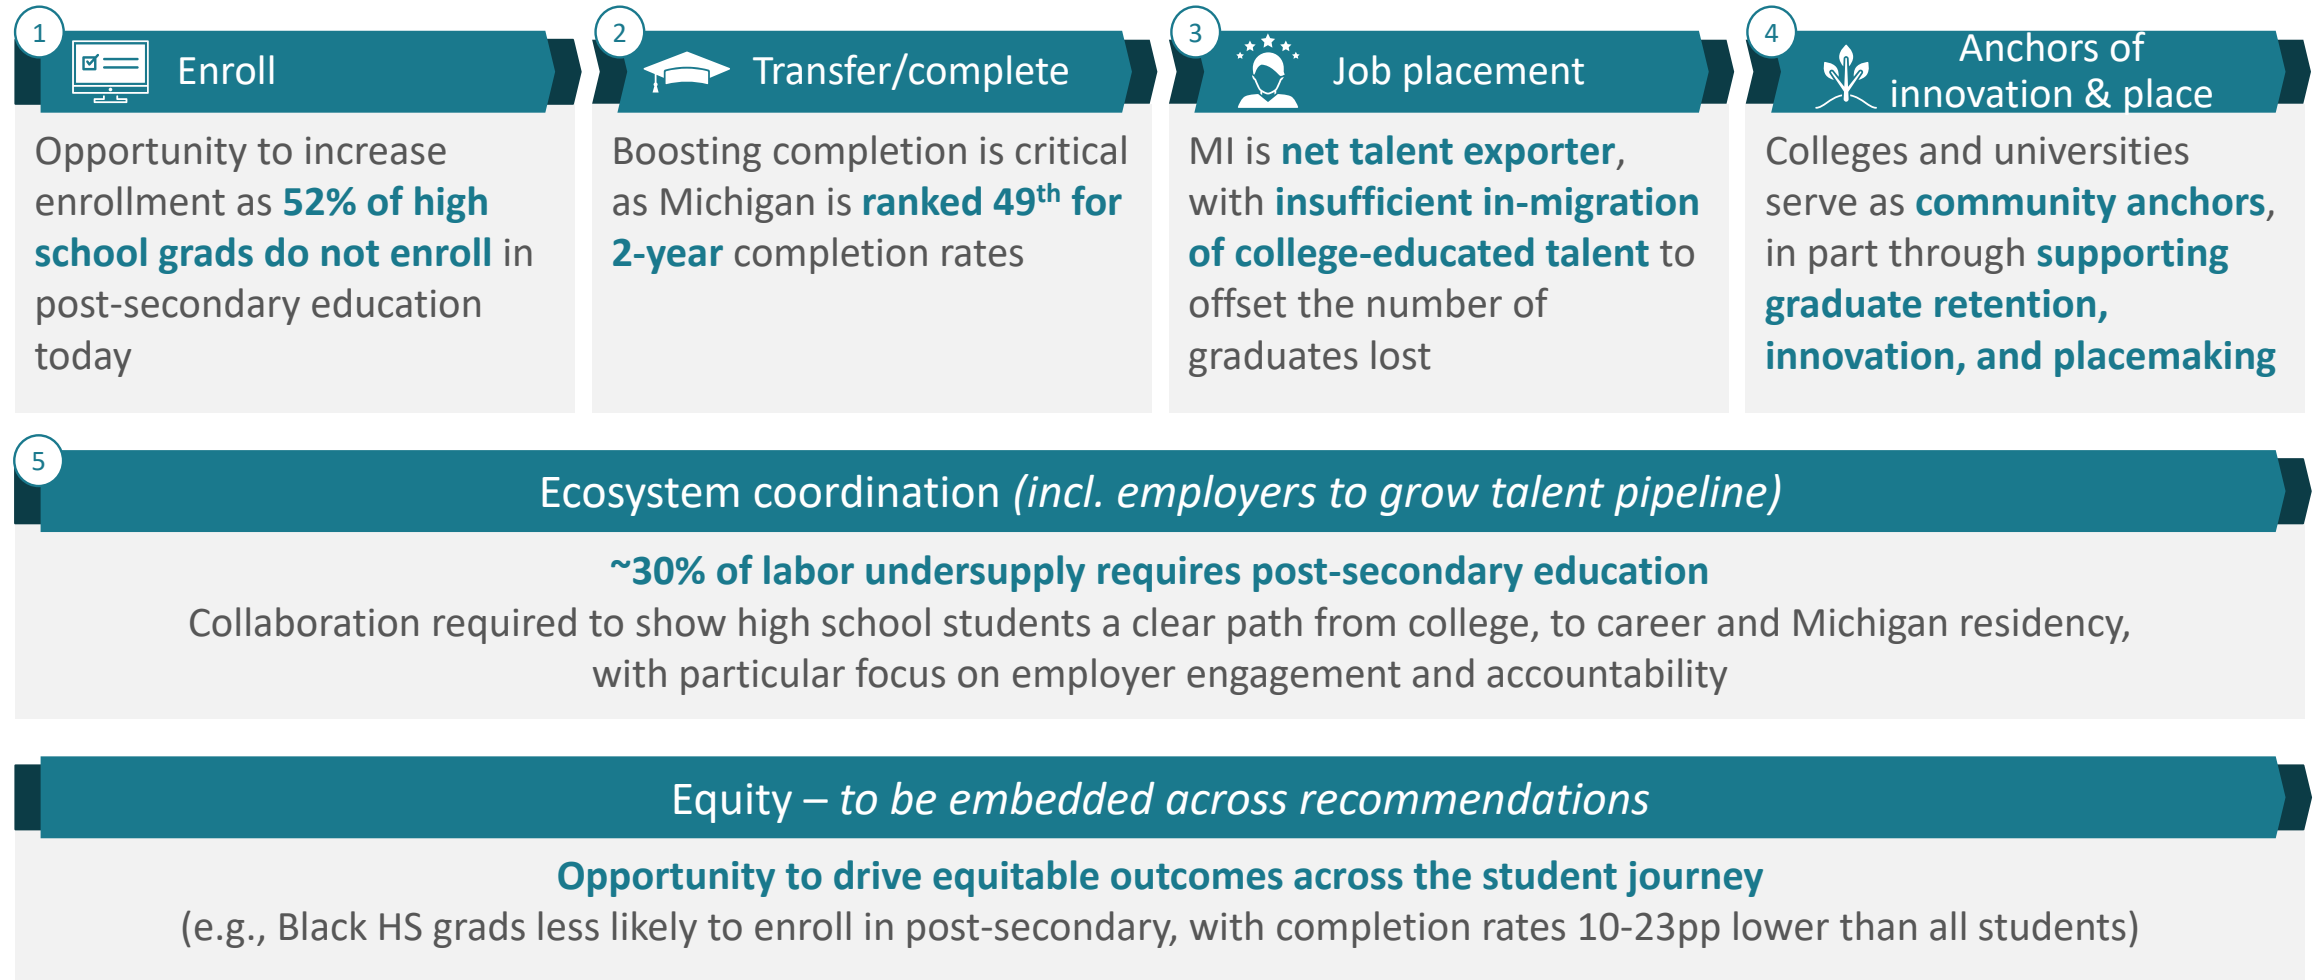 1
Enroll
Opportunity to increase
enrollment as 52% of high
school grads do not enroll in
post-secondary education
today
2
Transfer/complete
Boosting completion is critical
as Michigan is ranked 49th for
2-year completion rates
3
Job placement
MI is net talent exporter,
with insufficient in-migration
of college-educated talent to
offset the number of
graduates lost
4
Anchors of
innovation & place
Colleges and universities
serve as community anchors,
in part through supporting
graduate retention,
innovation, and placemaking
5
Ecosystem coordination (incl. employers to grow talent pipeline)
~30% of labor undersupply requires post-secondary education
Collaboration required to show high school students a clear path from college, to career and Michigan residency,
with particular focus on employer engagement and accountability
Equity – to be embedded across recommendations
Opportunity to drive equitable outcomes across the student journey
(e.g., Black HS grads less likely to enroll in post-secondary, with completion rates 10-23pp lower than all students)